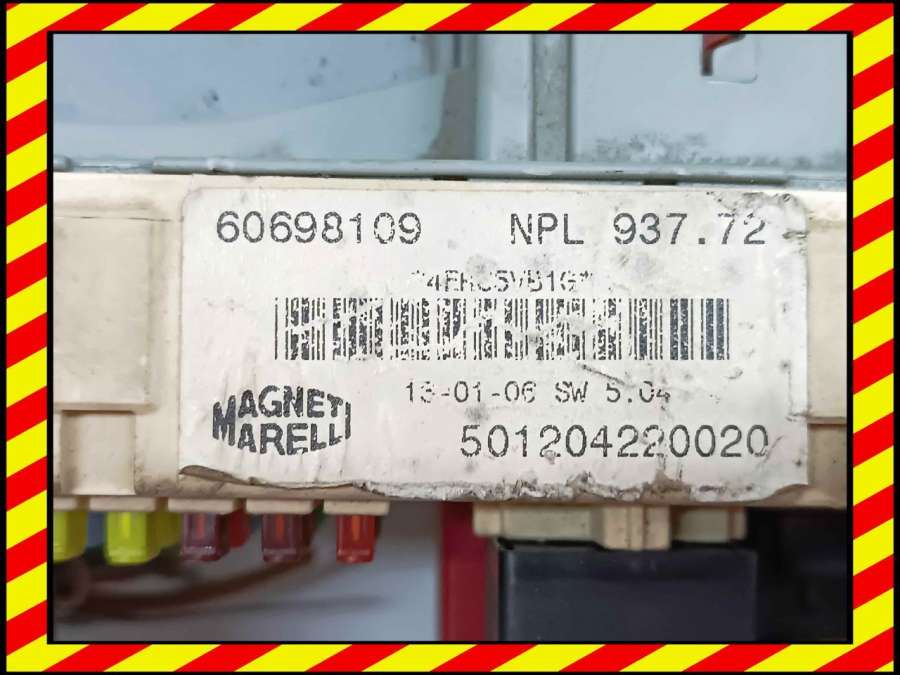 60698109 NPL 937.72
13-01-06 SW 5.04
MAGNETI
MARELLI
501204220020